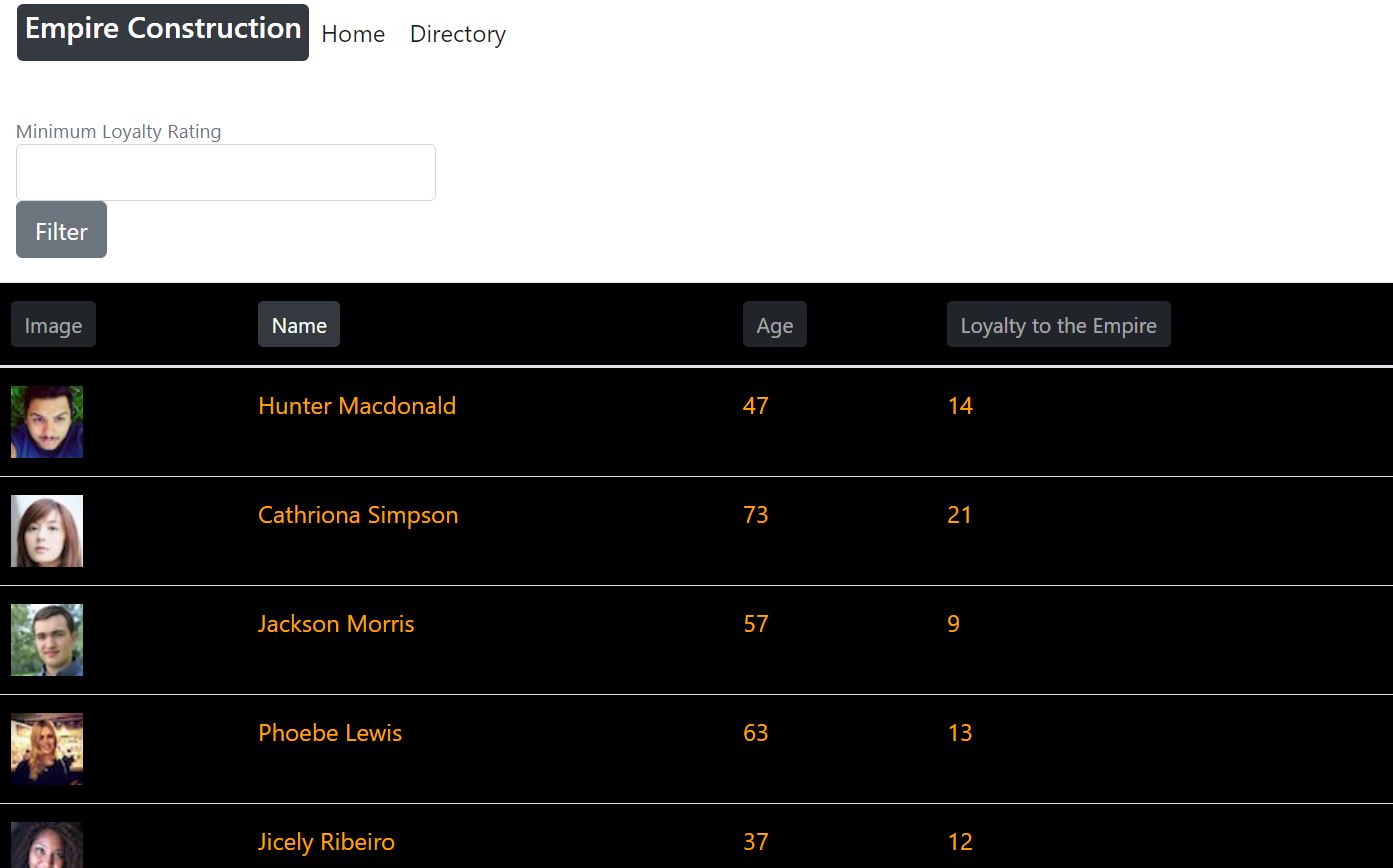 Empire Construction Home Directory
Minimum Loyalty Rating
Filter
Image Name Age Loyalty to the Empire
Hunter Macdonald 47 14
Cathriona Simpson 73 21
Jackson Morris 57 9
Phoebe Lewis 63 13
Jicely Ribeiro 37 12